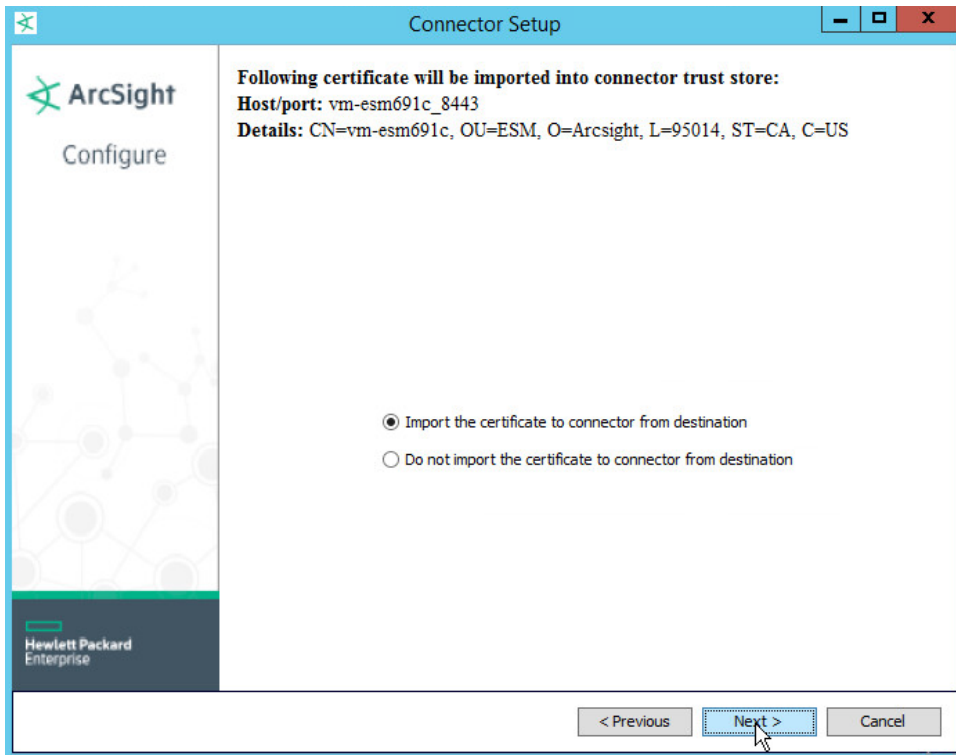 Connector Setup
ArcSight
Configure
Following certificate will be imported into connector trust store:
Host/port: vm-esm691c_8443
Details: CN=vm-esm691c, OU=ESM, O=Arcsight, L=95014, ST=CA, C=US
Import the certificate to connector from destination
Do not import the certificate to connector from destination
Hewlett Packard
Enterprise
< Previous
Next >
Cancel